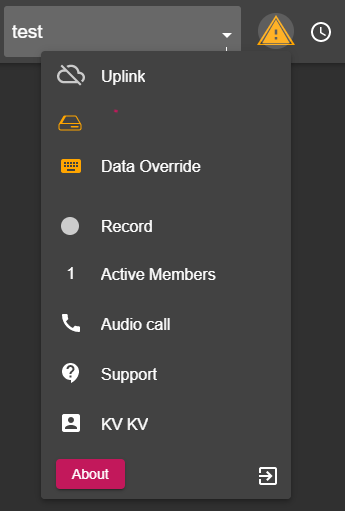 test
Uplink
Data Override
Record
1 Active Members
Audio call
Support
KV KV
About